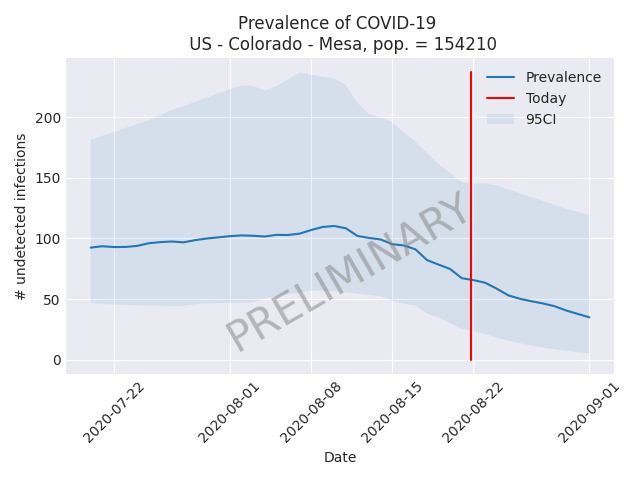 Prevalence of COVID-19
US - Colorado - Mesa, pop. = 154210
Prevalence
Today
95CI
# undetected infections
200
150
100
50
0
PRELIMINARY
2020-07-22
2020-08-01
2020-08-08
2020-08-15
2020-08-22
2020-09-01
Date